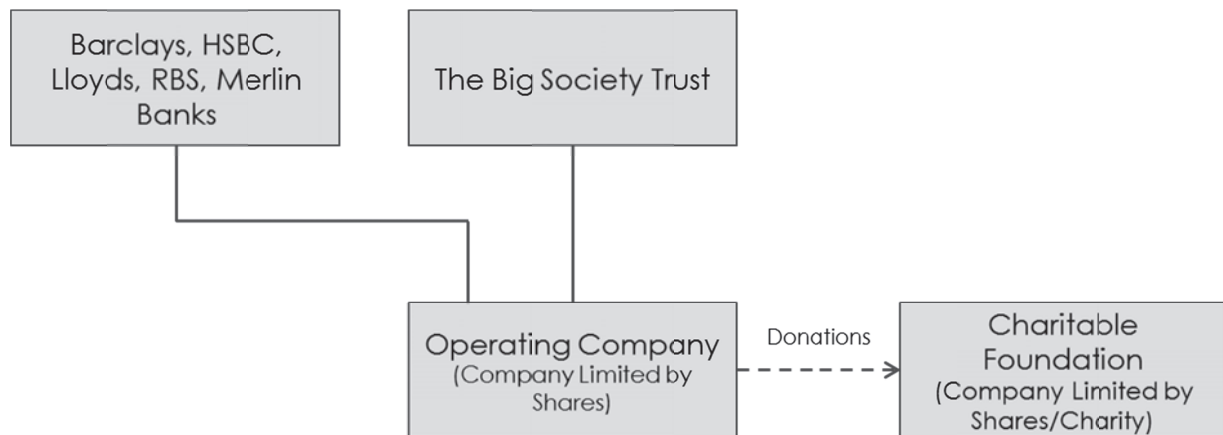 Barclays, HSBC,
Lloyds, RBS, Merlin
Banks
The Big Society Trust
Operating Company
(Company Limited by
Shares)
Donations
Charitable
Foundation
(Company Limited by
Shares/Charity)